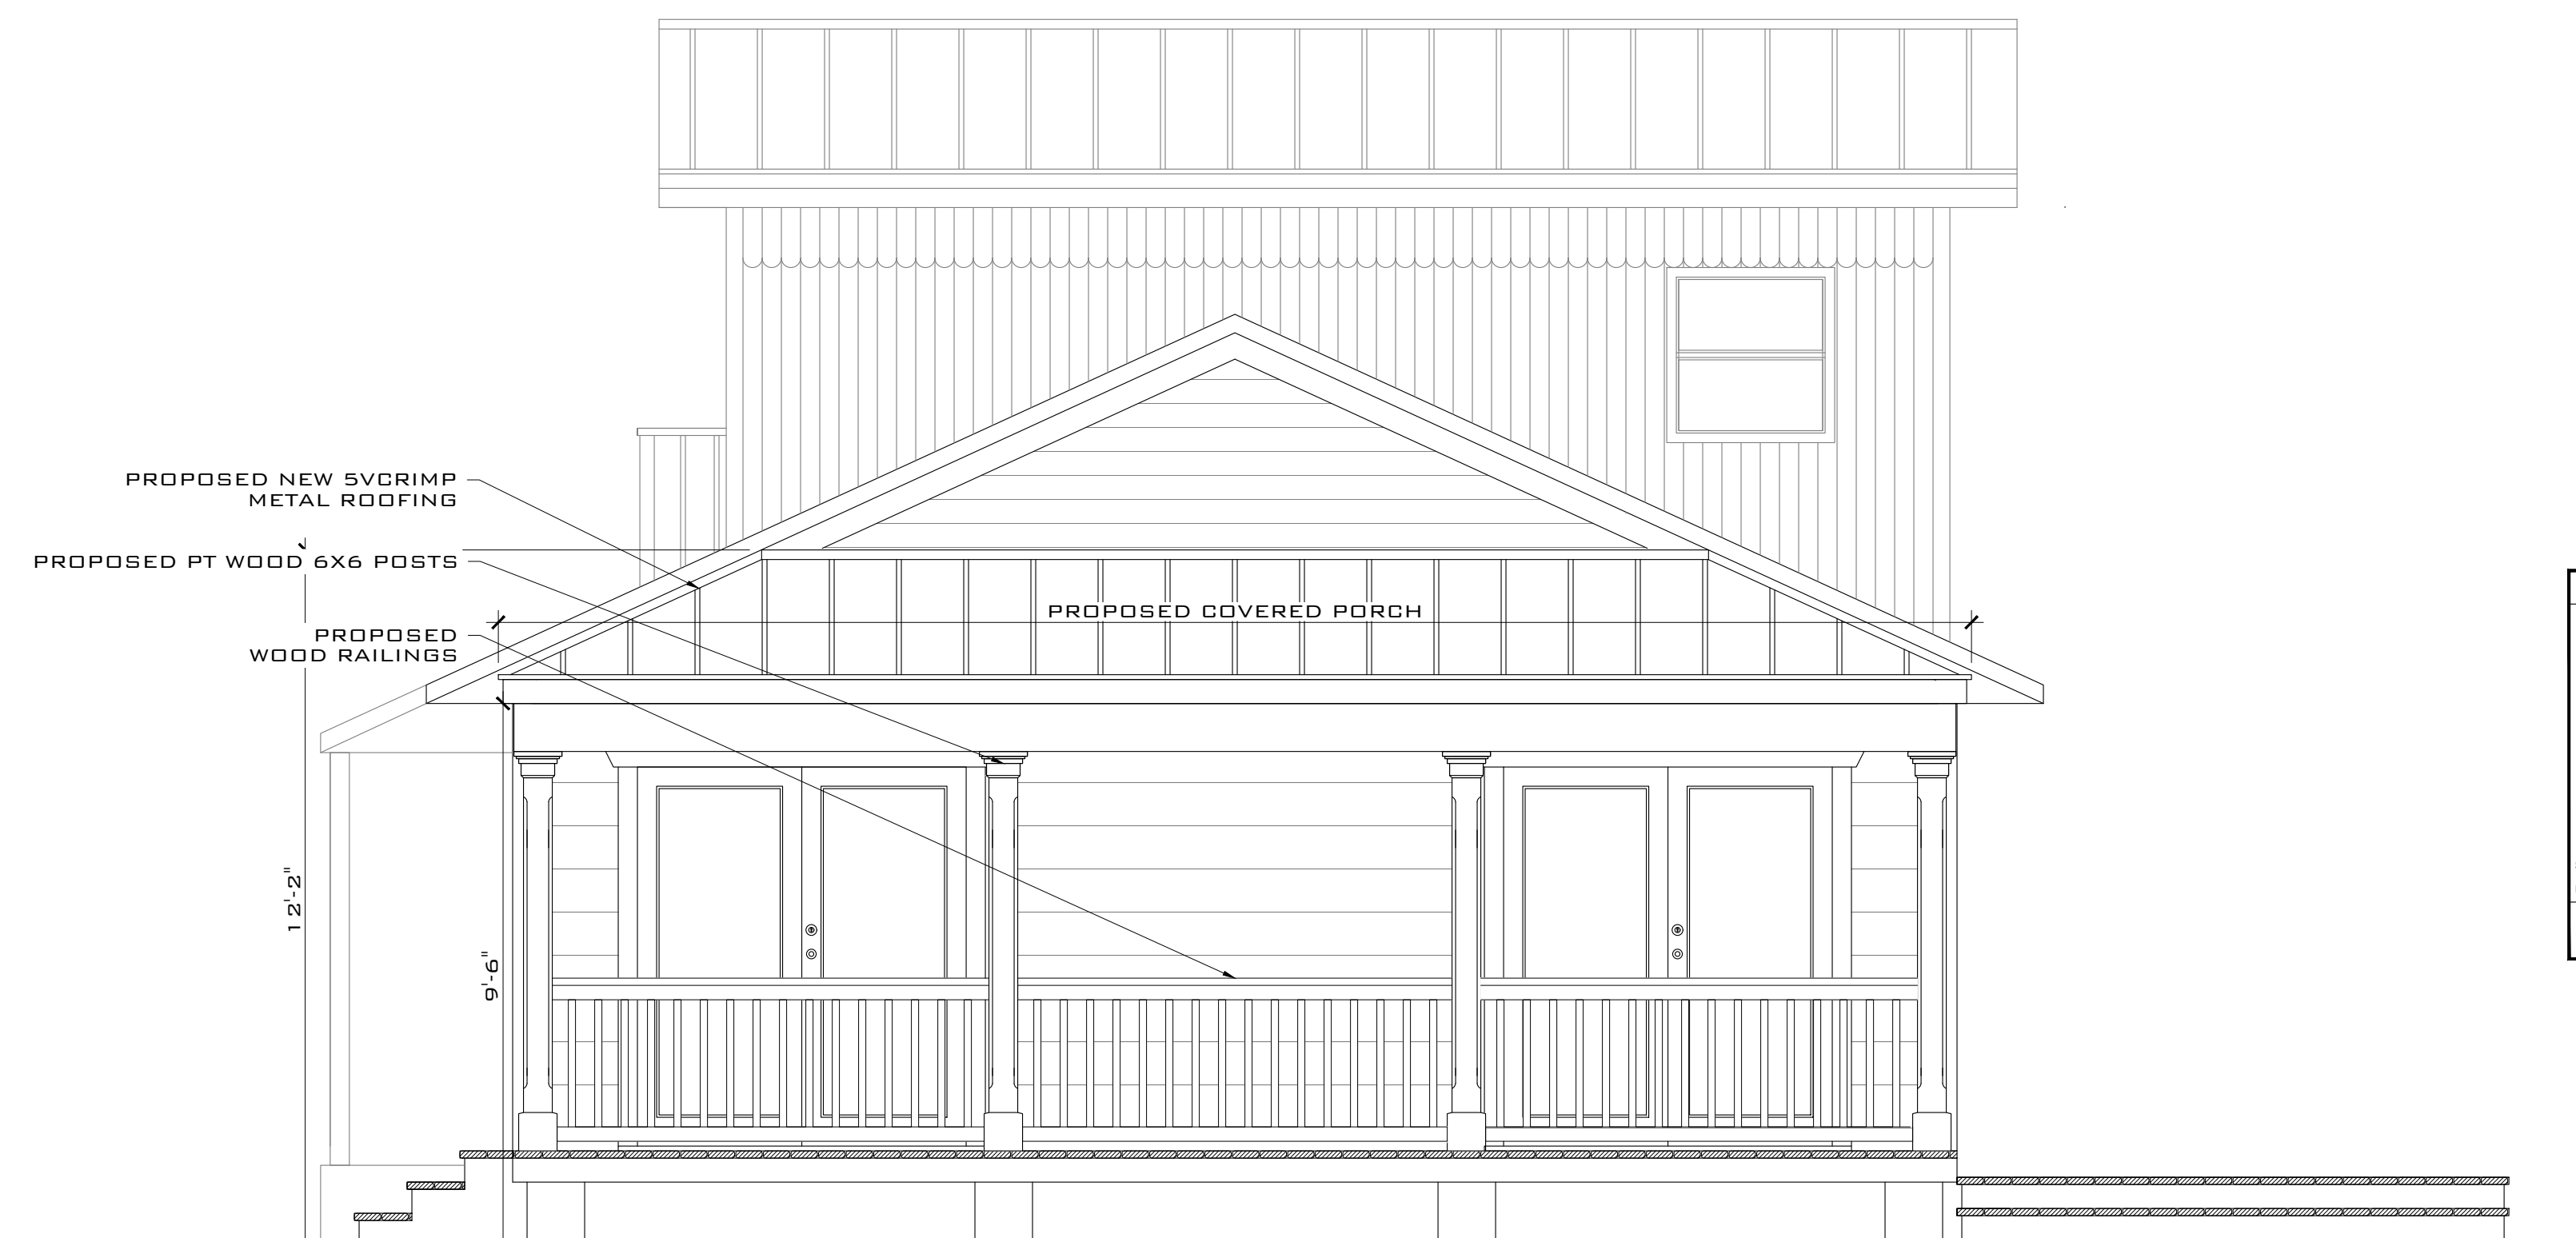 PROPOSED NEW 5VCRIMP
METAL ROOFING
PROPOSED PT WOOD 6X6 POSTS
PROPOSED COVERED PORCH
PROPOSED
WOOD RAILINGS
12'-2"
9'-6"